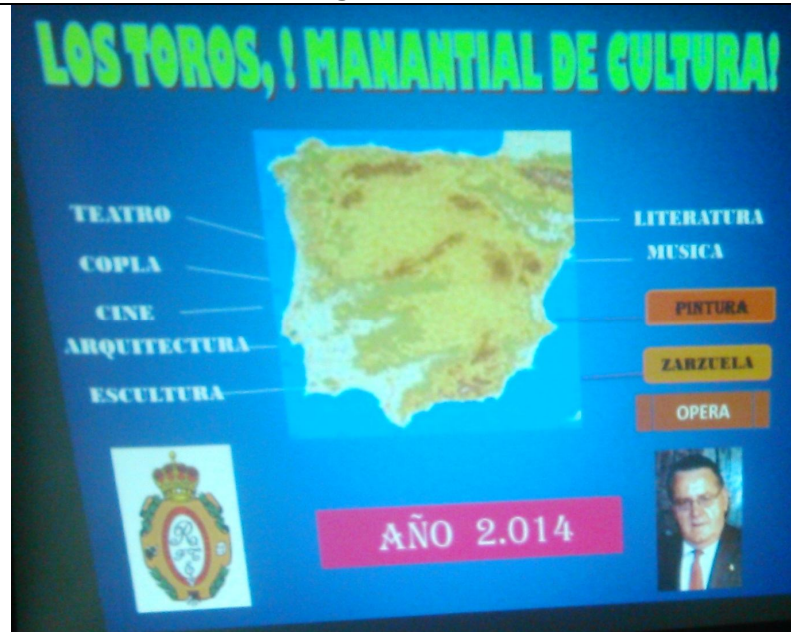 LOS TOROS, ! MANANTIAL DE CULTURA!
TEATRO
COPLA
CINE
ARQUITECTURA
ESCULTURA
LITERATURA
MUSICA
PINTURA
ZARZUELA
OPERA
AÑO 2.014